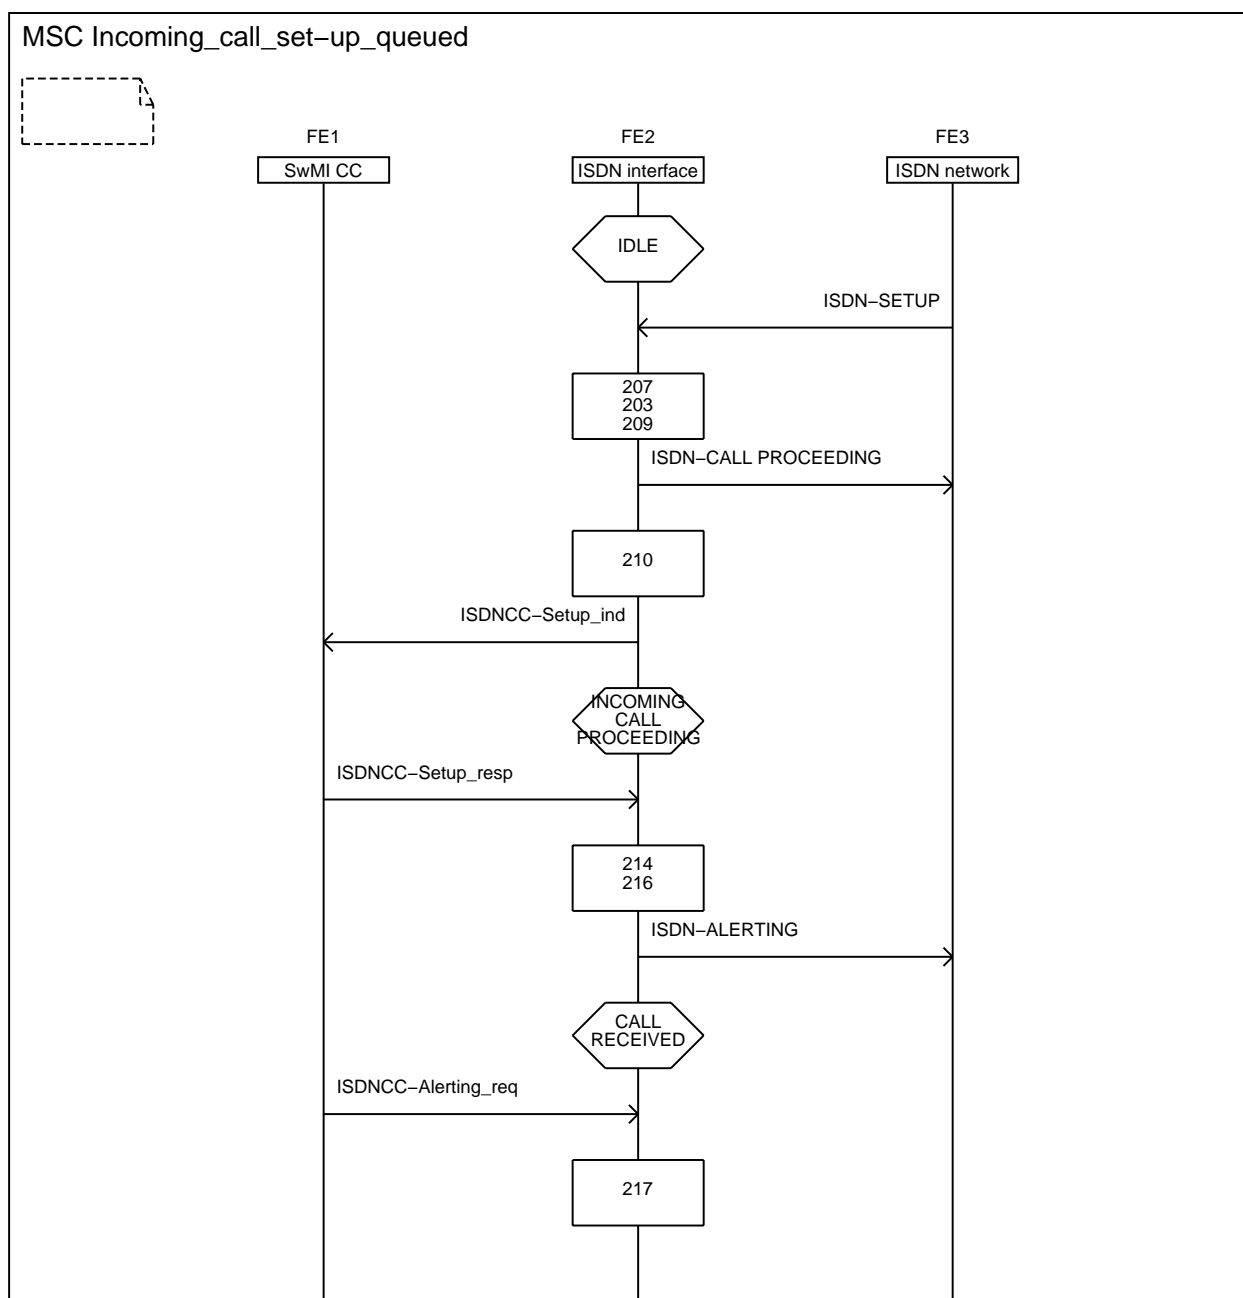 MSC Incoming_call_set−up_queued
FE1
FE2
FE3
SwMI CC
ISDN interface
ISDN network
IDLE
ISDN−SETUP
207
203
209
ISDN−CALL PROCEEDING
210
ISDNCC−Setup_ind
INCOMING
CALL
PROCEEDING
ISDNCC−Setup_resp
214
216
ISDN−ALERTING
CALL
RECEIVED
ISDNCC−Alerting_req
217